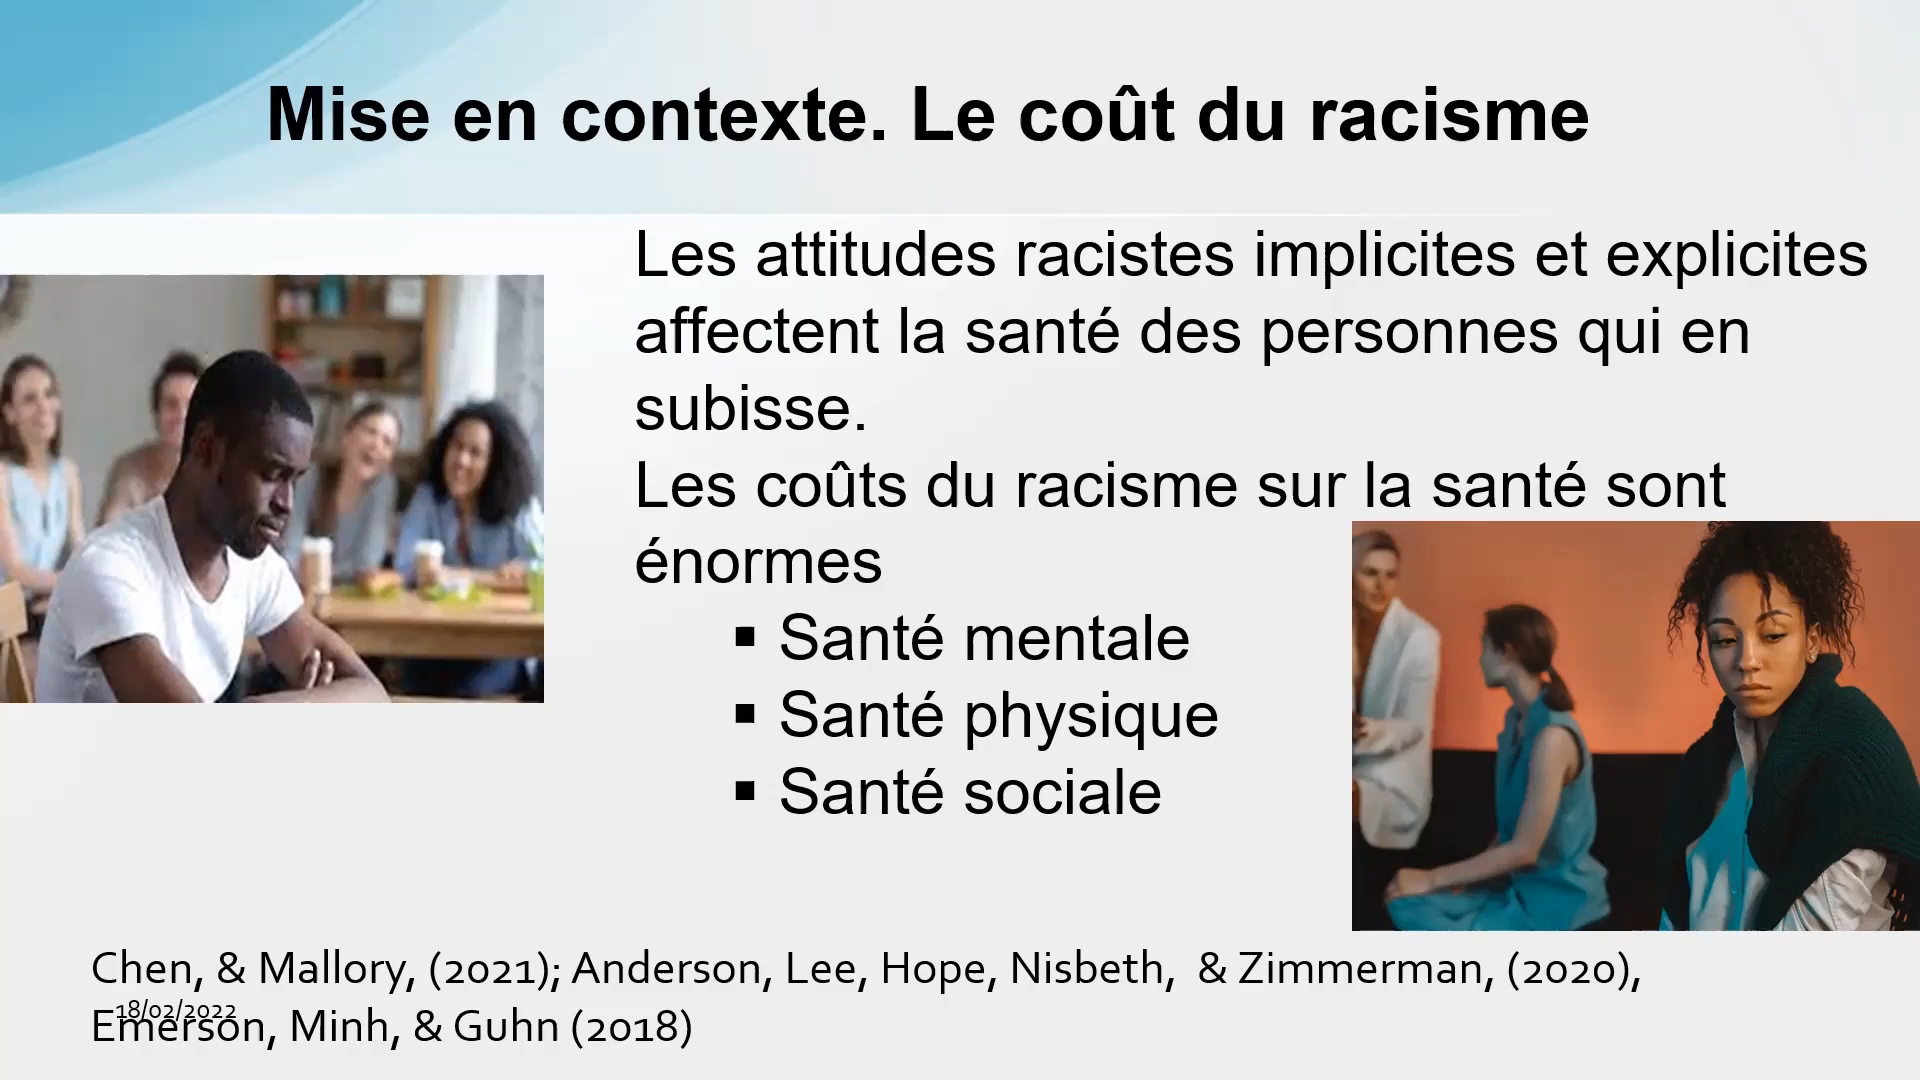 Mise en contexte. Le coût du racisme
Les attitudes racistes implicites et explicites
affectent la santé des personnes qui en
subisse.
Les coûts du racisme sur la santé sont
énormes
▪ Santé mentale
▪ Santé physique
▪ Santé sociale
Chen, & Mallory, (2021); Anderson, Lee, Hope, Nisbeth, & Zimmerman, (2020),
18/02/2022
Emerson, Minh, & Guhn (2018)